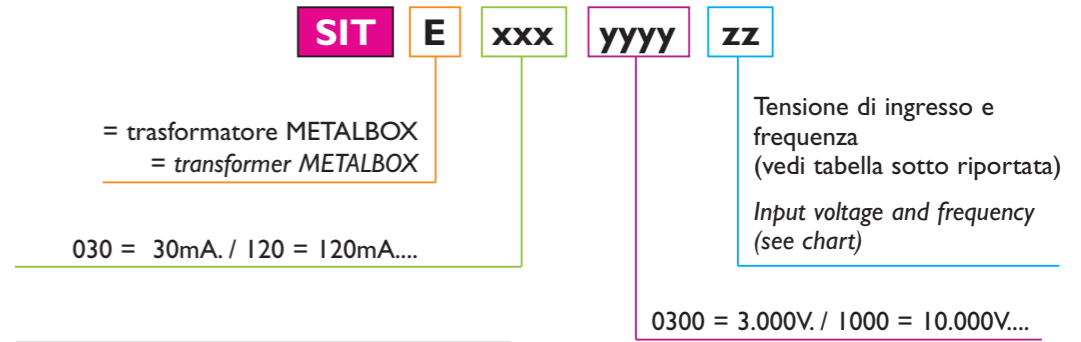 SIT E xxx yyyy zz
= trasformatore METALBOX
= transformer METALBOX
030 = 30mA. / 120 = 120mA....
Tensione di ingresso e
frequenza
(vedi tabella sotto riportata)
Input voltage and frequency
(see chart)
0300 = 3.000V. / 1000 = 10.000V....